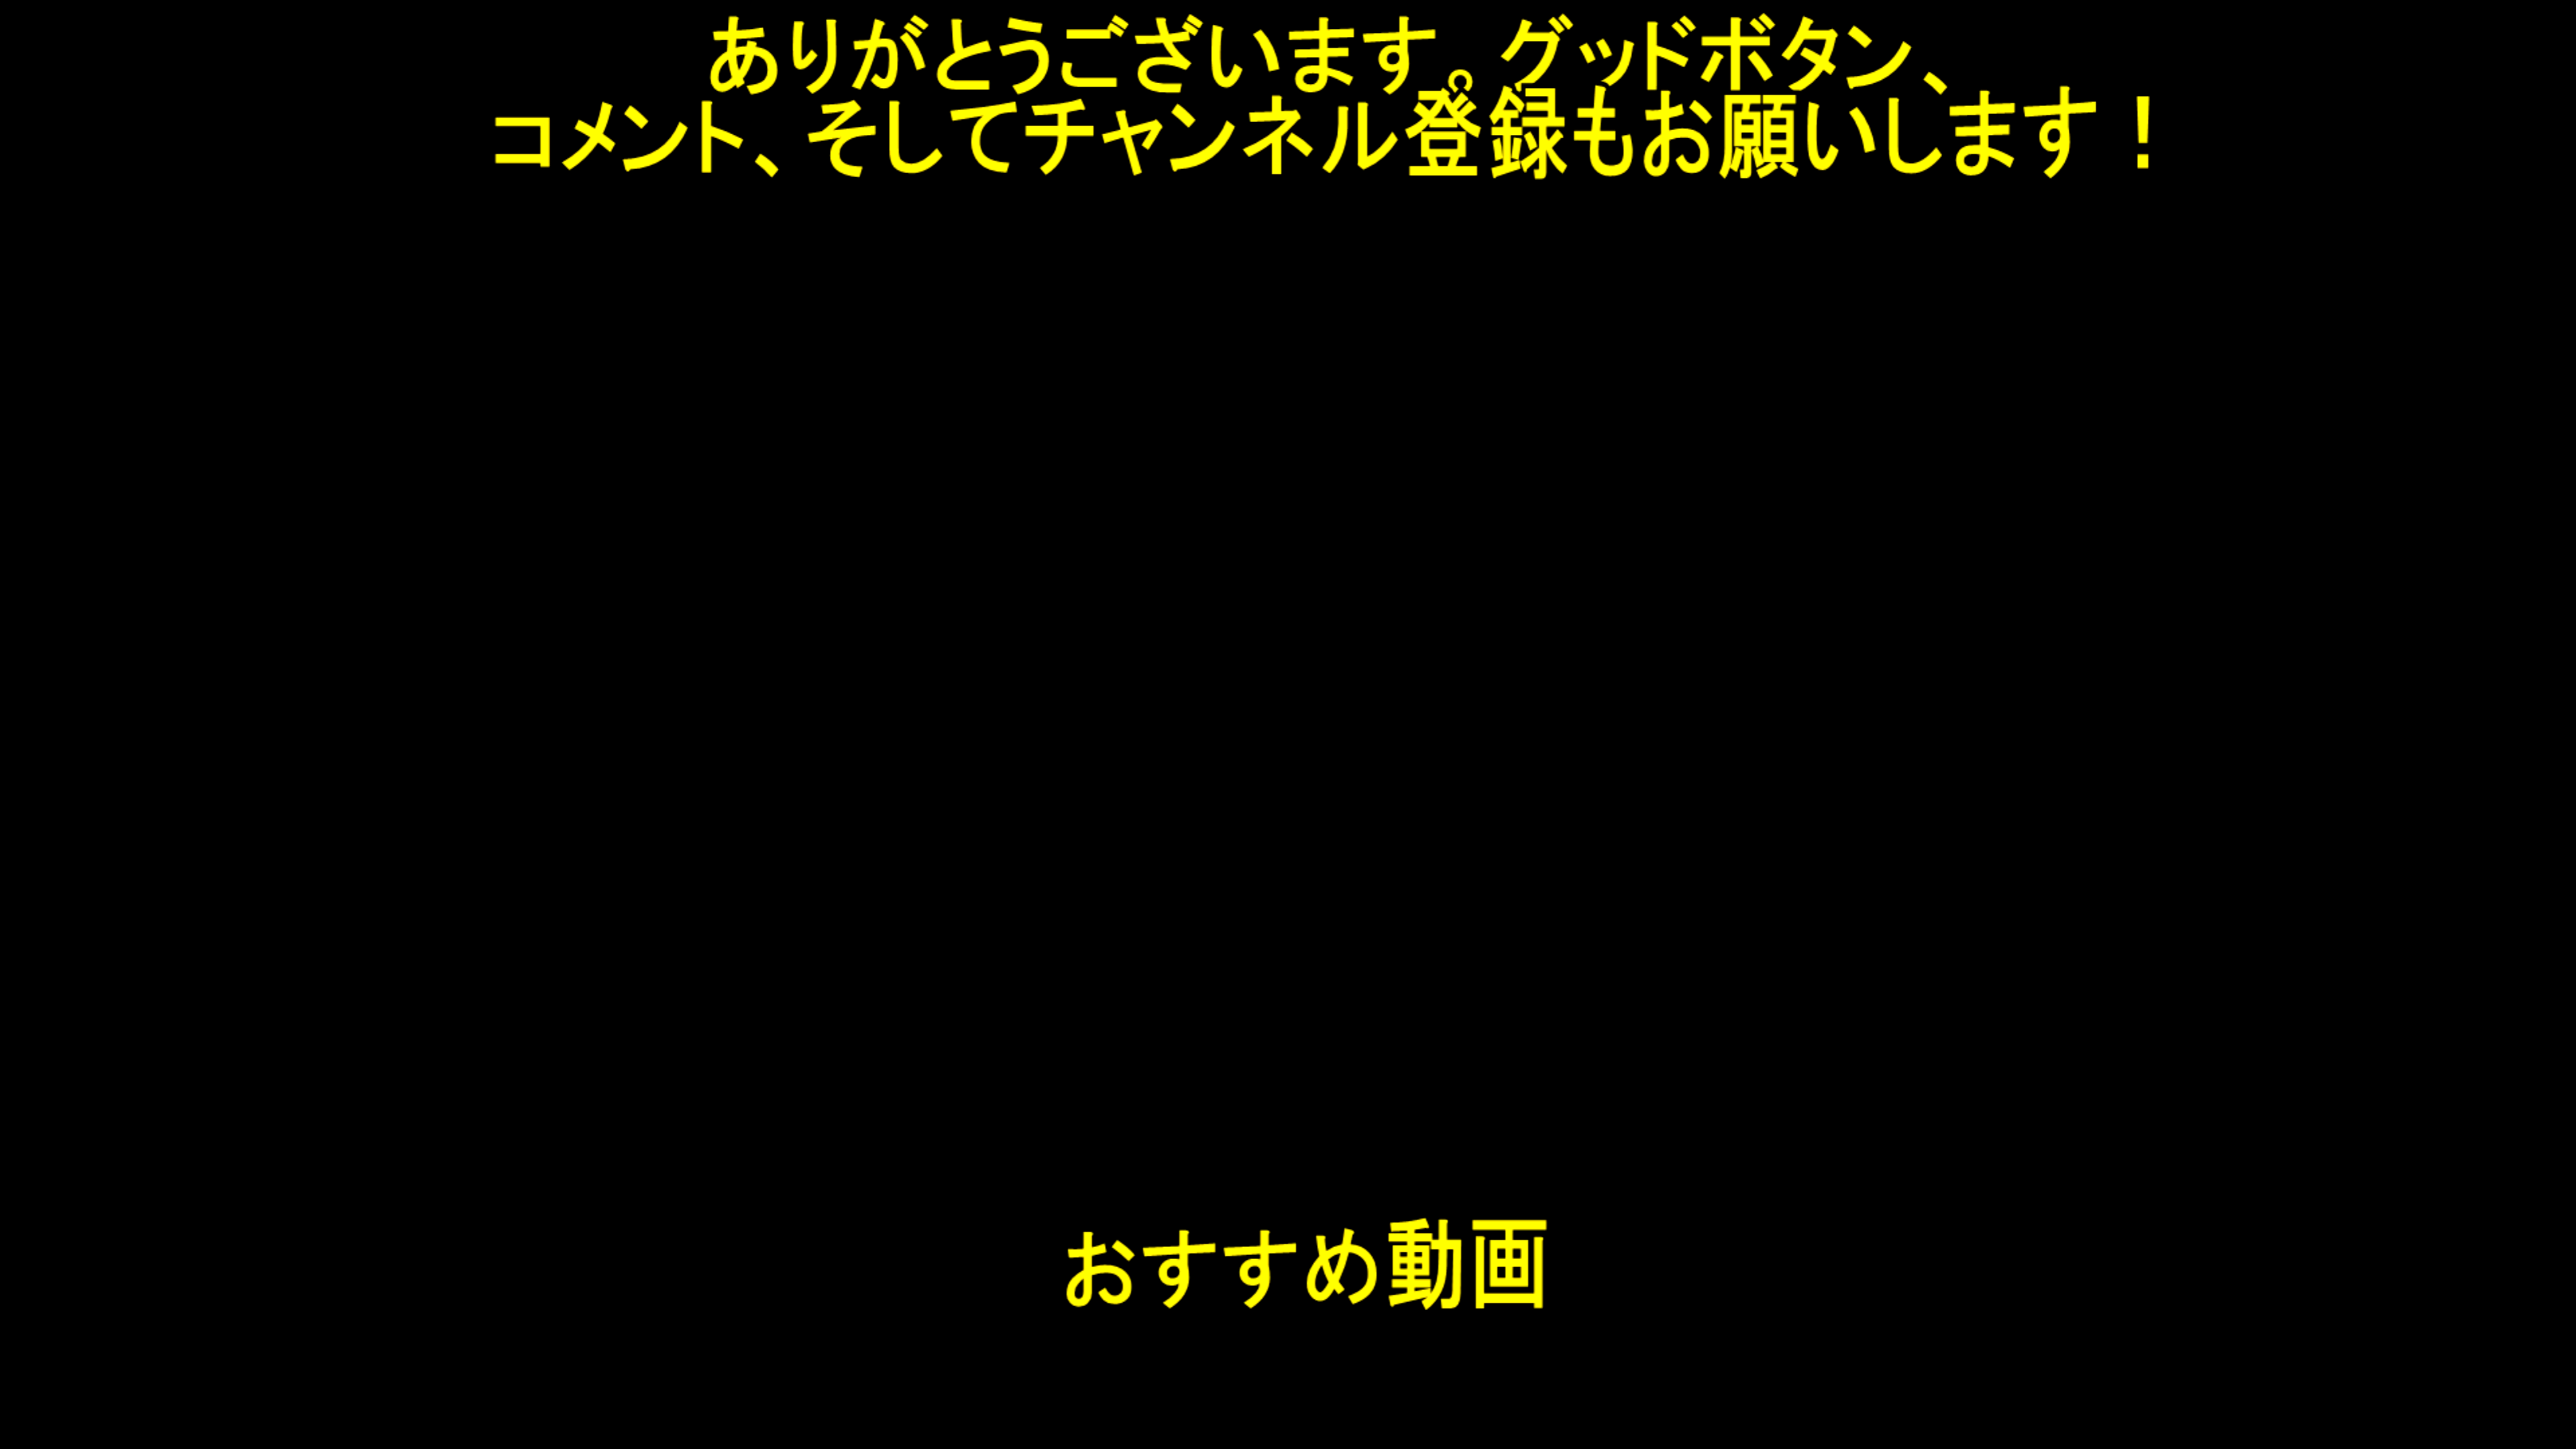 ありがとうございます。グッドボタン、
コメント、そしてチャンネル登録もお願いします！
おすすめ動画